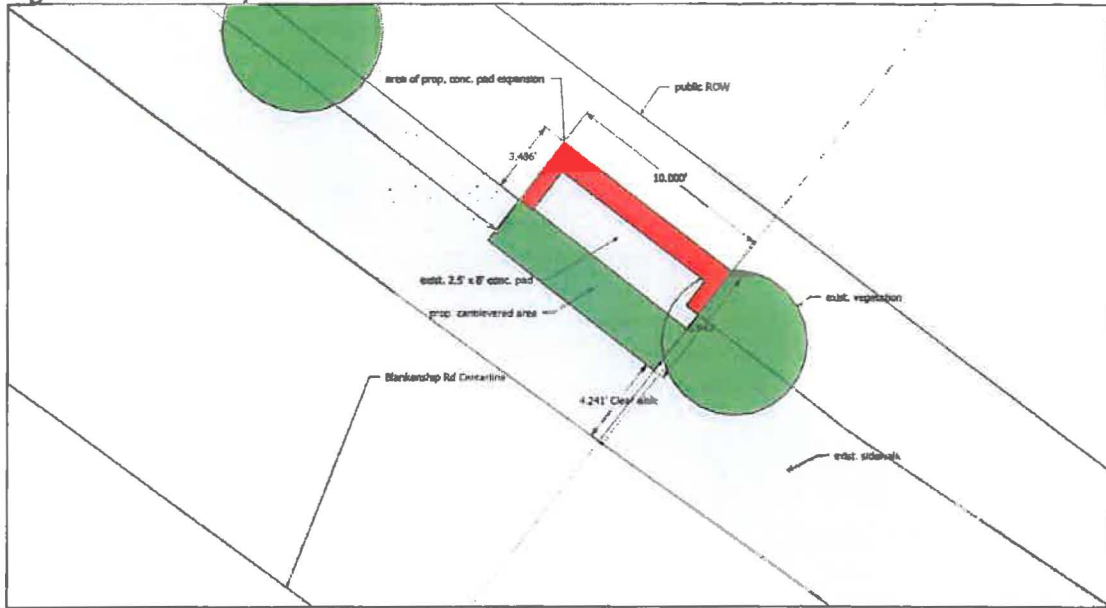 area of prop. conc. pad expansion
public ROW
3.486'
10.000'
exist. 2.5' x 8' conc. pad
prop. cantilevered area
exist. vegetation
Blankenship Rd Centerline
4.241' Clear
exist. sidewalk